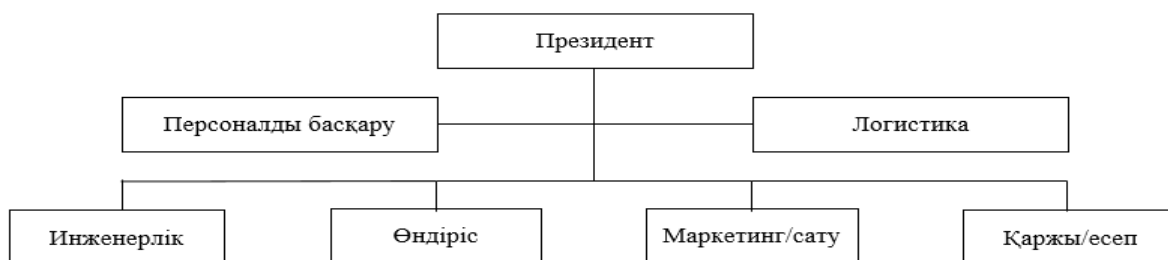 Президент
Персоналды басқару
Логистика
Инженерлік
Өндіріс
Маркетинг/сату
Қаржы/есеп